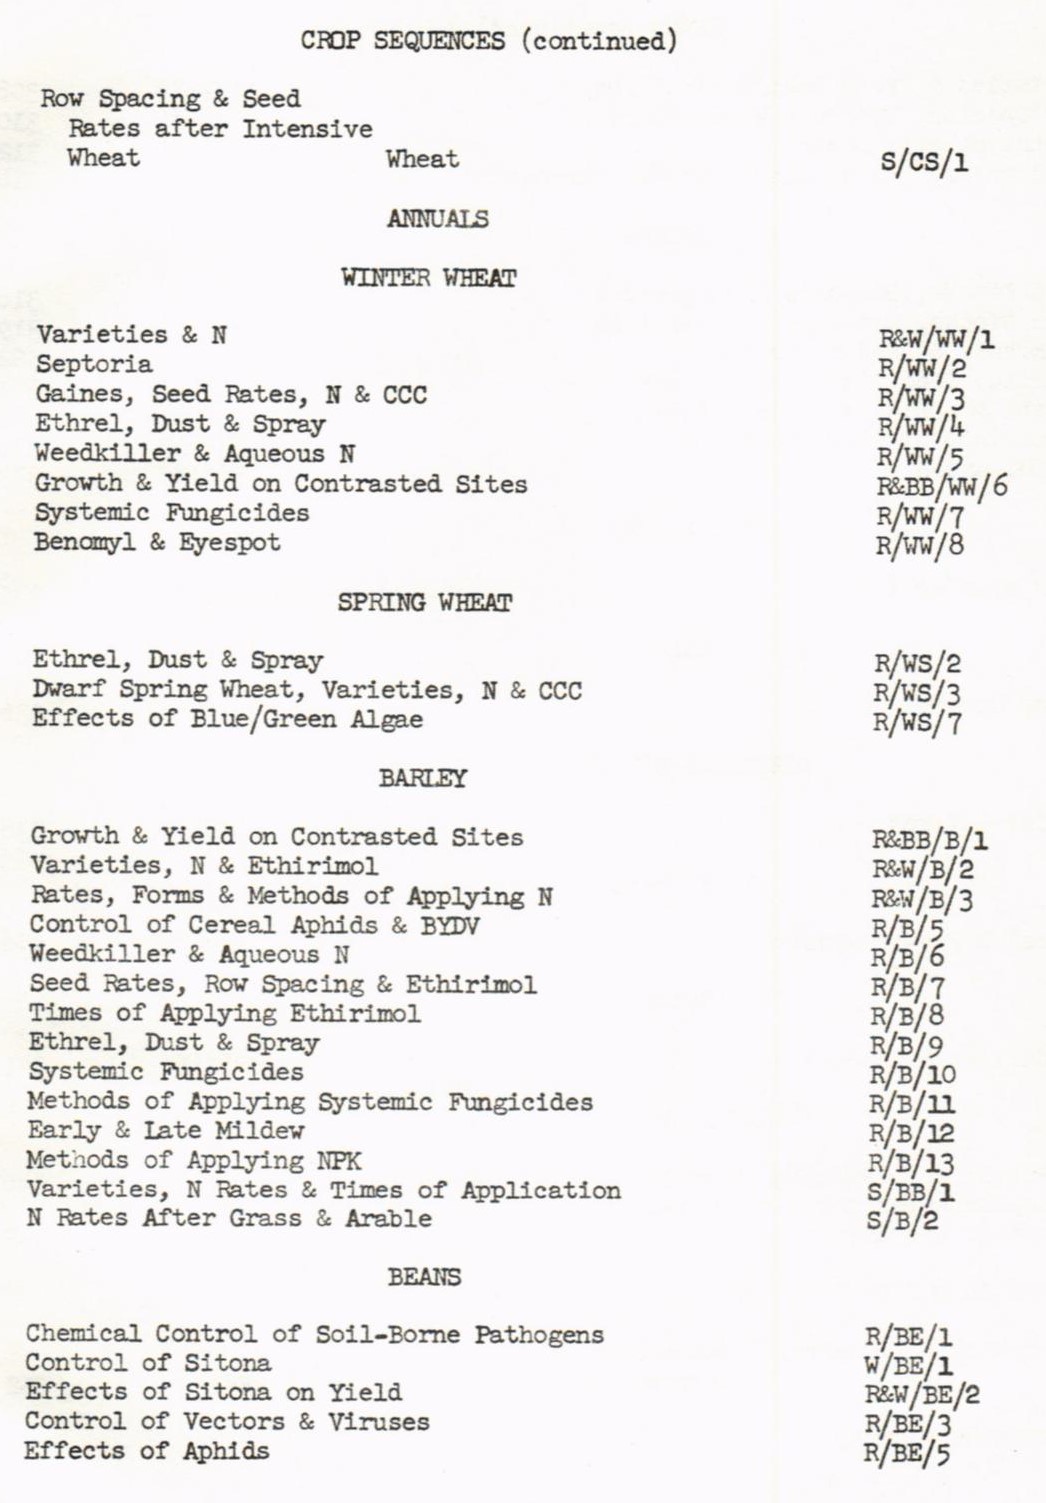 CROP SEQUENCES (continued)
Row Spacing & Seed
Rates after Intensive
Wheat Wheat S/CS/1
ANNUALS
WINTER WHEAT
Varieties & N R&W/WW/1
Septoria R/WW/2
Gaines, Seed Rates, N & CCC R/WW/3
Ethrel, Dust & Spray R/WW/4
Weedkiller & Aqueous N R/WW/5
Growth & Yield on Contrasted Sites R&BB/WW/6
Systemic Fungicides R/WW/7
Benomyl & Eyespot R/WW/8
SPRING WHEAT
Ethrel, Dust & Spray R/WS/2
Dwarf Spring Wheat, Varieties, N & CCC R/WS/3
Effects of Blue/Green Algae R/WS/7
BARLEY
Growth & Yield on Contrasted Sites R&BB/B/1
Varieties, N & Ethirimol R&W/B/2
Rates, Forms & Methods of Applying N R&W/B/3
Control of Cereal Aphids & BYDV R/B/5
Weedkiller & Aqueous N R/B/6
Seed Rates, Row Spacing & Ethirimol R/B/7
Times of Applying Ethirimol R/B/8
Ethrel, Dust & Spray R/B/9
Systemic Fungicides R/B/10
Methods of Applying Systemic Fungicides R/B/11
Early & Late Mildew R/B/12
Methods of Applying NPK R/B/13
Varieties, N Rates & Times of Application S/BB/1
N Rates After Grass & Arable S/B/2
BEANS
Chemical Control of Soil-Borne Pathogens R/BE/1
Control of Sitona W/BE/1
Effects of Sitona on Yield R&W/BE/2
Control of Vectors & Viruses R/BE/3
Effects of Aphids R/BE/5